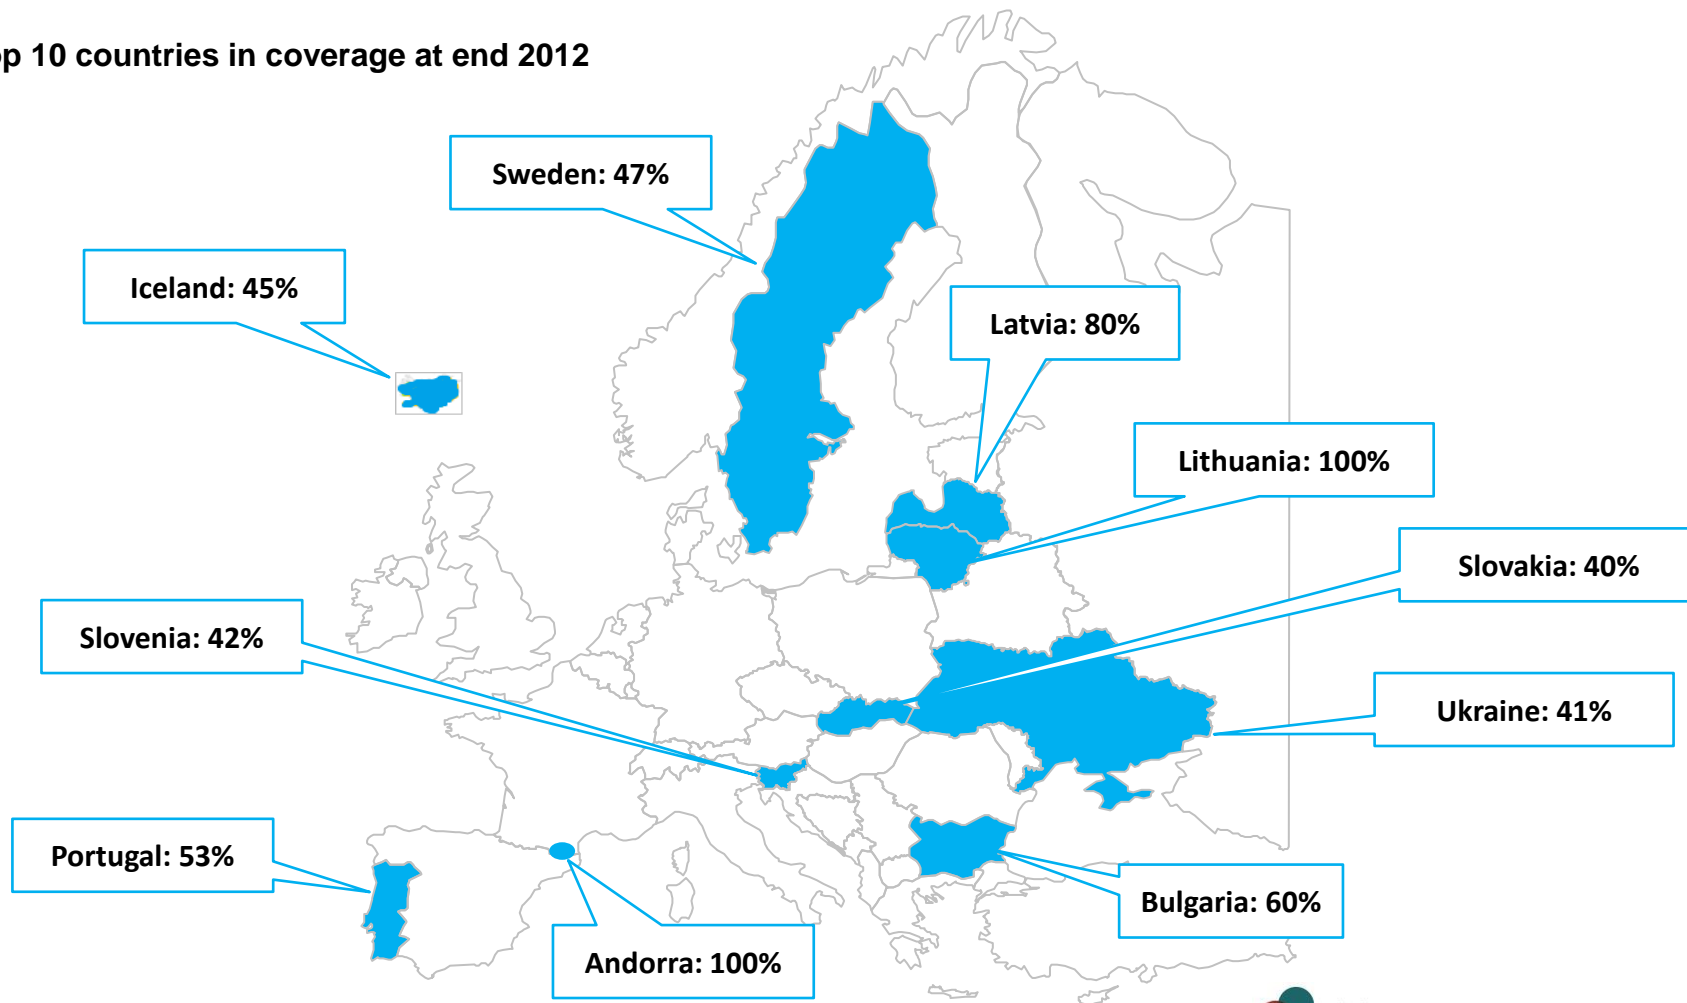 10 countries in coverage at end 2012
Sweden: 47%
Iceland: 45%
Latvia: 80%
Lithuania: 100%
Slovakia: 40%
Slovenia: 42%
Ukraine: 41%
Portugal: 53%
Bulgaria: 60%
Andorra: 100%